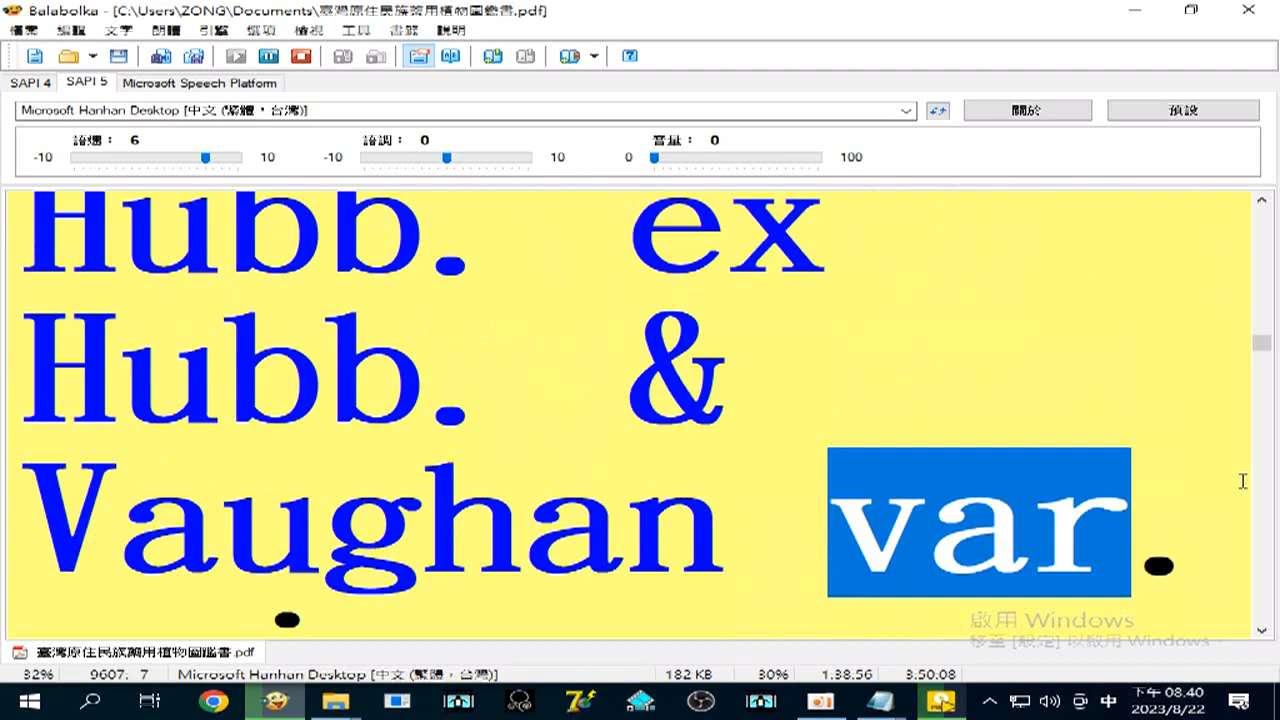 Balabolka - [C:\Users\ZONG\Documents\臺灣原住民族藥用植物圖鑑書.pdf]
檔案 編輯 文字 朗讀 引擎 選項 檢視 工具 書籤 說明
SAPI 4 SAPI 5 Microsoft Speech Platform
Microsoft Hanhan Desktop [中文 (繁體，台灣)] 關於 預設
語速： 6 語調： 0 音量： 0
-10 10 -10 10 0 100
Hubb. ex
Hubb. &
Vaughan var.
啟用 Windows
移至 [設定] 以啟用 Windows。
臺灣原住民族藥用植物圖鑑書.pdf
32% 9607: 7 Microsoft Hanhan Desktop [中文 (繁體，台灣)] 182 KB 30% 1:38:56 3:50:08
中 下午 08:40
2023/8/22